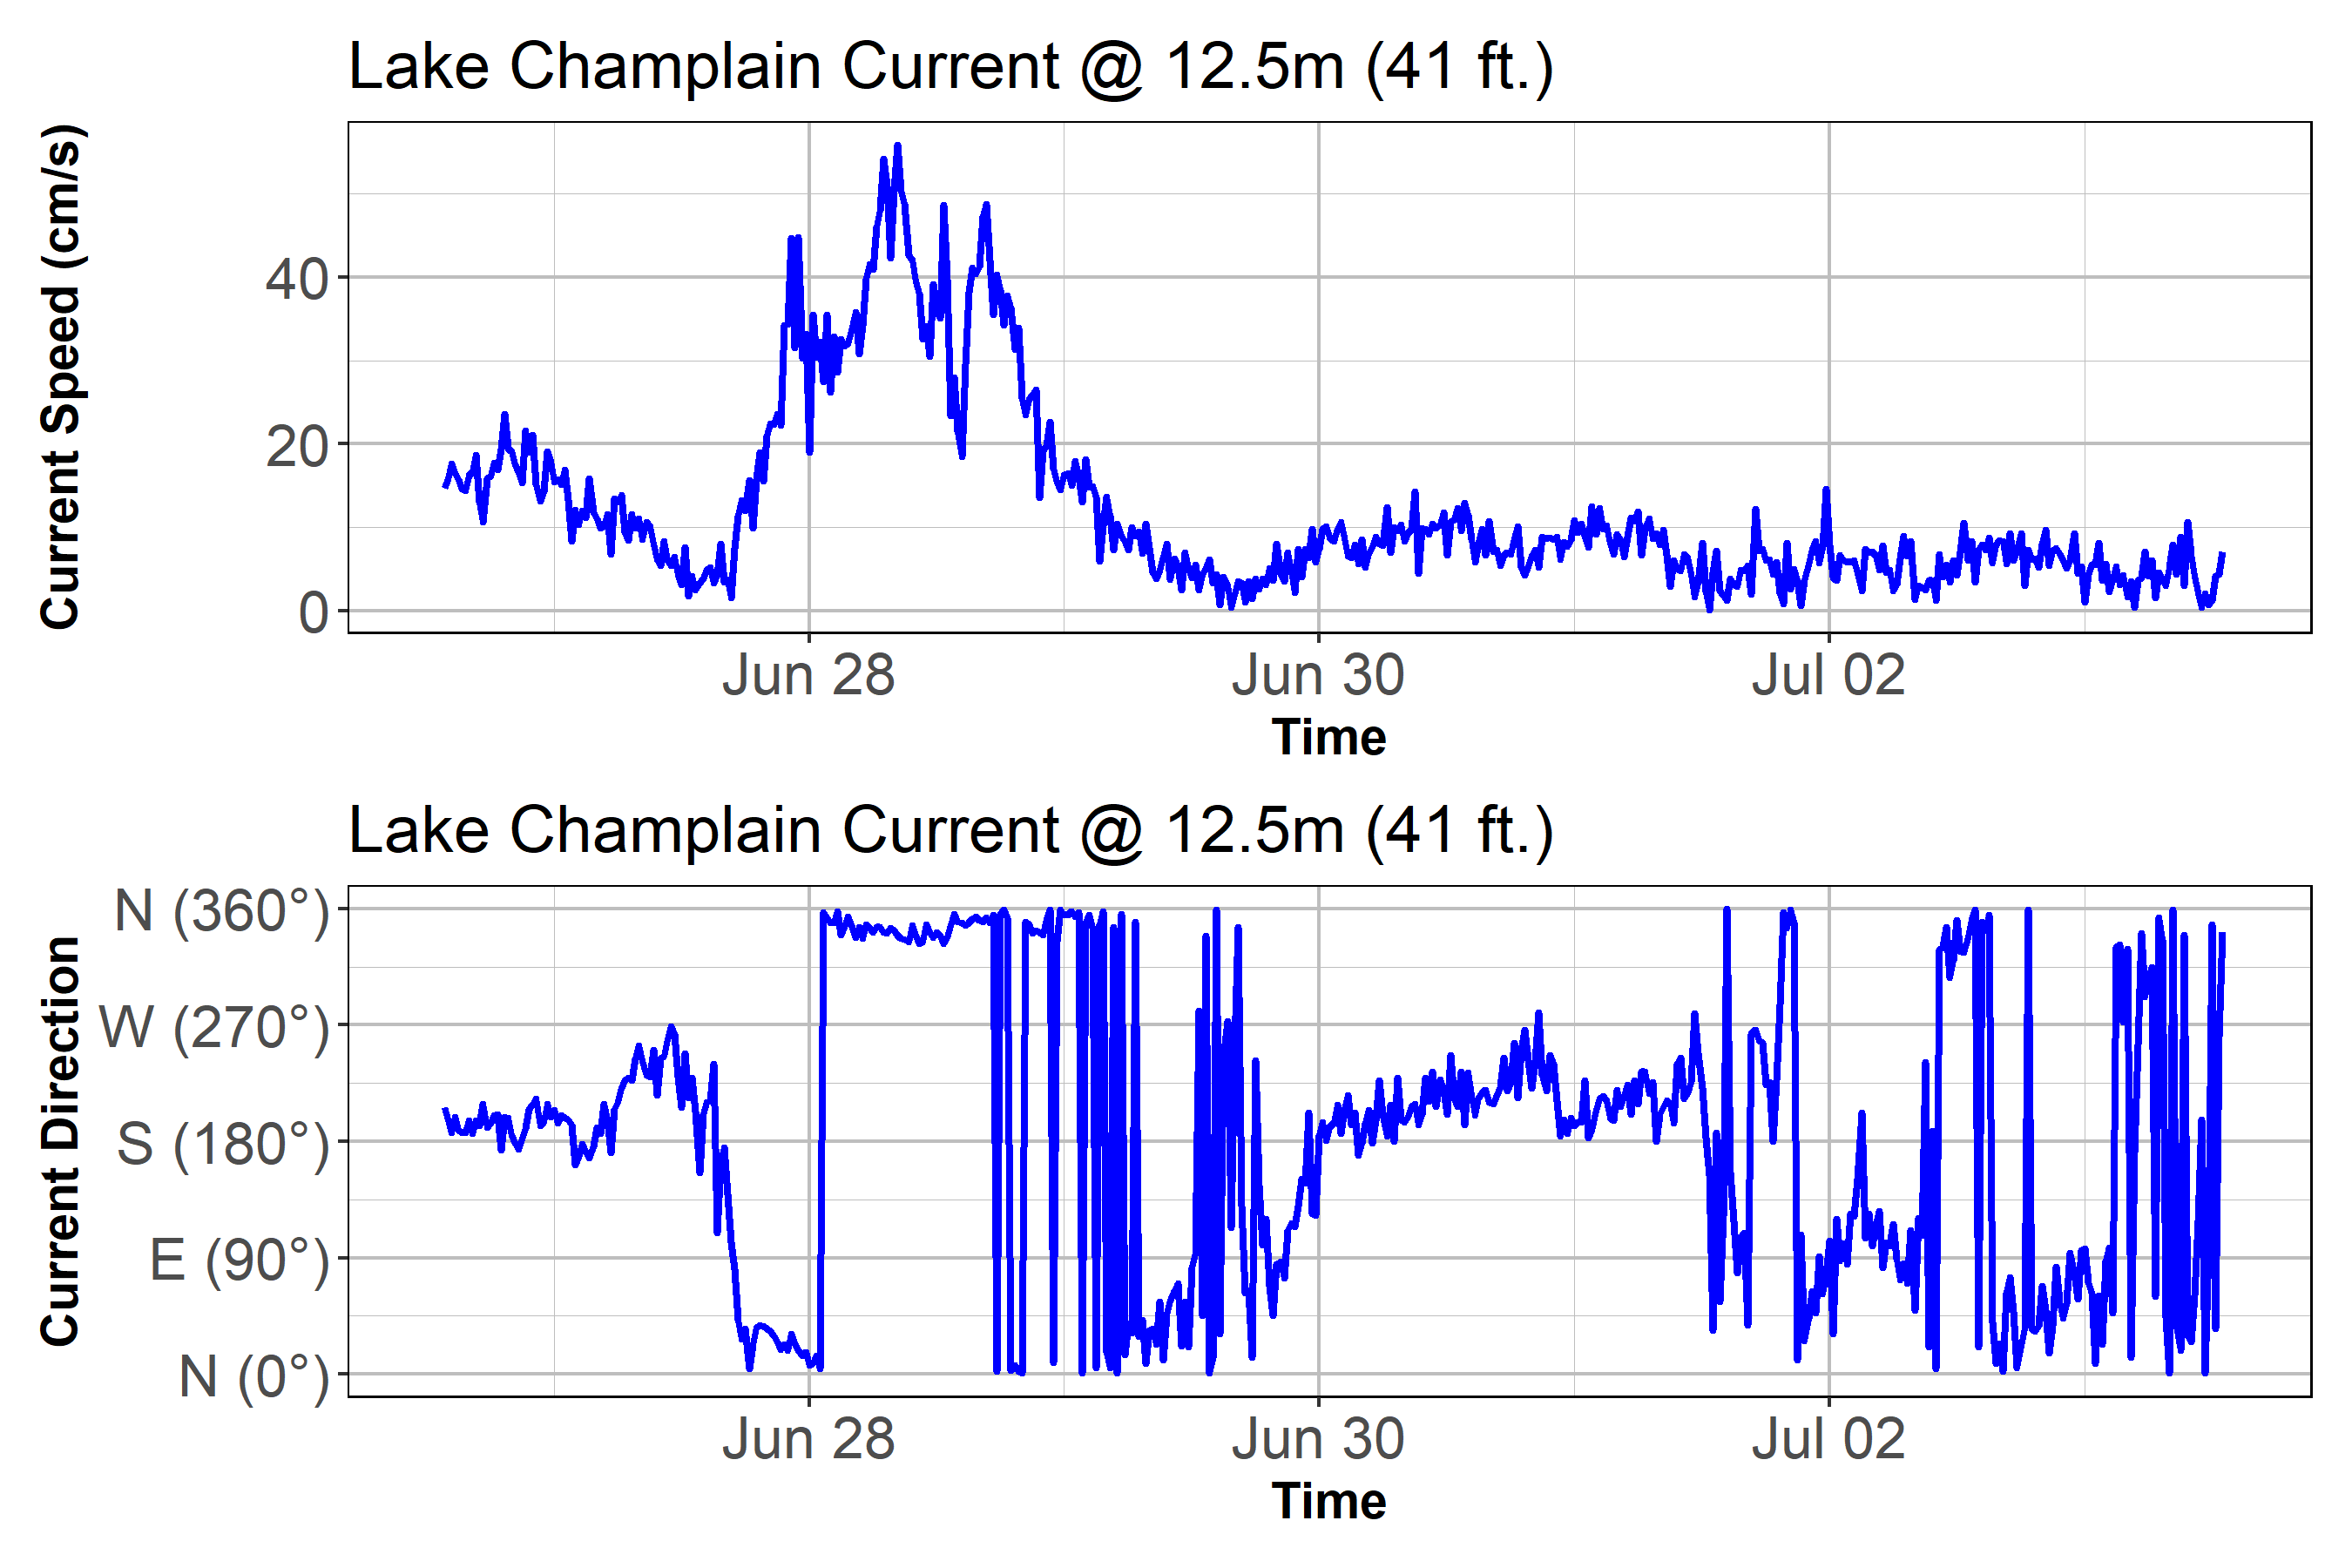 Lake Champlain Current @ 12.5m (41 ft.)
Current Speed (cm/s)
40
20
0
Jun 28 Jun 30 Jul 02
Time
Lake Champlain Current @ 12.5m (41 ft.)
Current Direction
N (360°)
W (270°)
S (180°)
E (90°)
N (0°)
Jun 28 Jun 30 Jul 02
Time